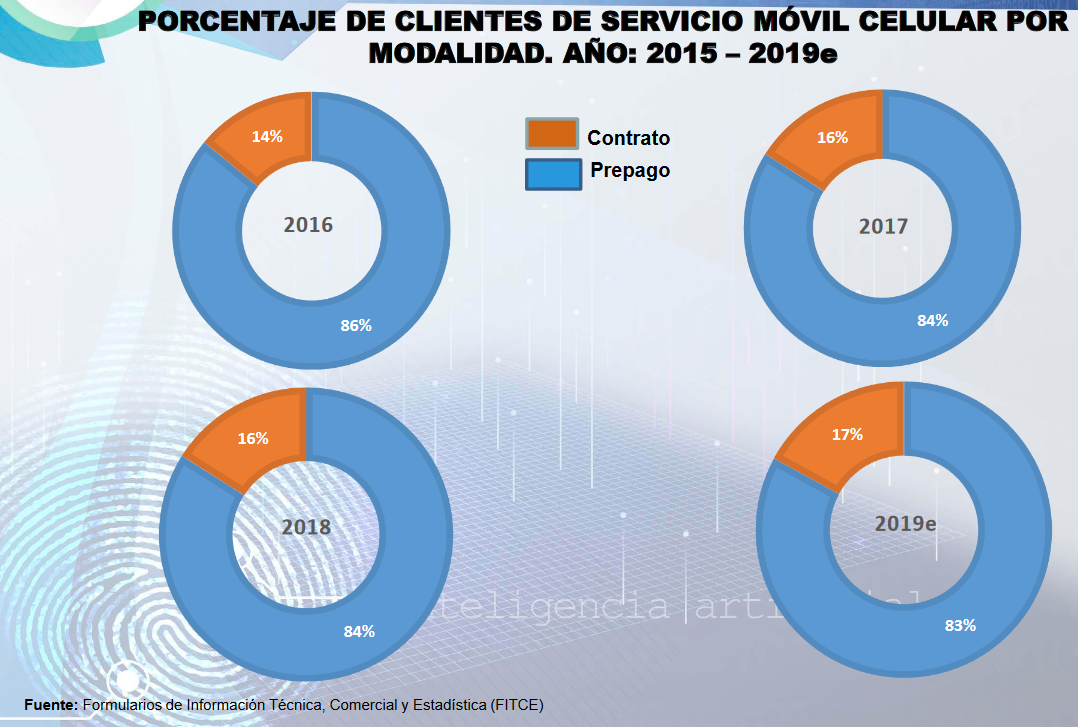 PORCENTAJE DE CLIENTES DE SERVICIO MÓVIL CELULAR POR
MODALIDAD. AÑO: 2015 – 2019e
14%
2016
86%
Contrato
Prepago
16%
2017
84%
16%
2018
84%
17%
2019e
83%
Fuente: Formularios de Información Técnica, Comercial y Estadística (FITCE)